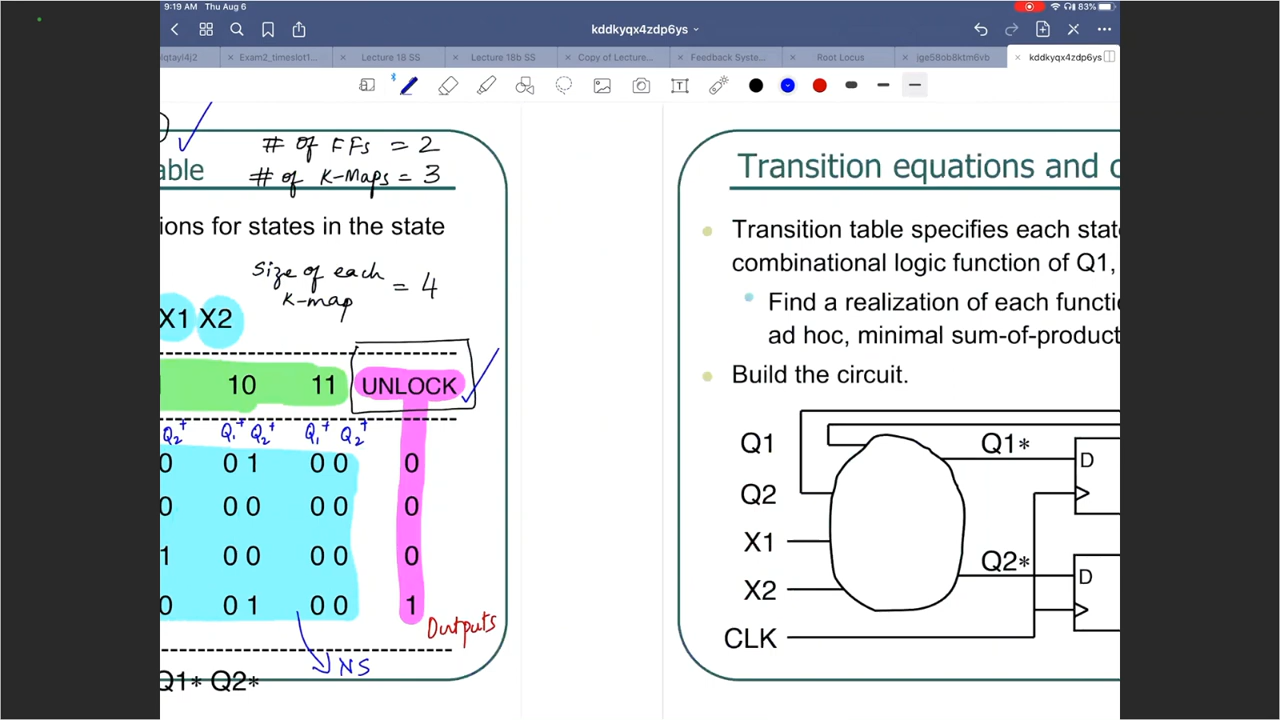 9:19 AM Thu Aug 6
83%
kddkyqx4zdp6ys
lqtayl4j2
Exam2_timeslot1...
Lecture 18 SS
Lecture 18b SS
Copy of Lecture...
Feedback Syste...
Root Locus
jge58ob8ktm6vb
kddkyqx4zdp6ys
# of FFs = 2
# of K-Maps = 3
able
ions for states in the state
Size of each
K-map = 4
X1 X2
10 11 UNLOCK
Q2+ Q1+ Q2+ Q1+ Q2+
0 0 1 0 0 0
0 0 0 0 0 0
1 0 0 0 0 0
0 0 1 0 0 1
Outputs
NS
Q1* Q2*
Transition equations and c
Transition table specifies each stat
combinational logic function of Q1,
Find a realization of each functi
ad hoc, minimal sum-of-product
Build the circuit.
Q1
Q2
X1
X2
CLK
Q1*
D
Q2*
D